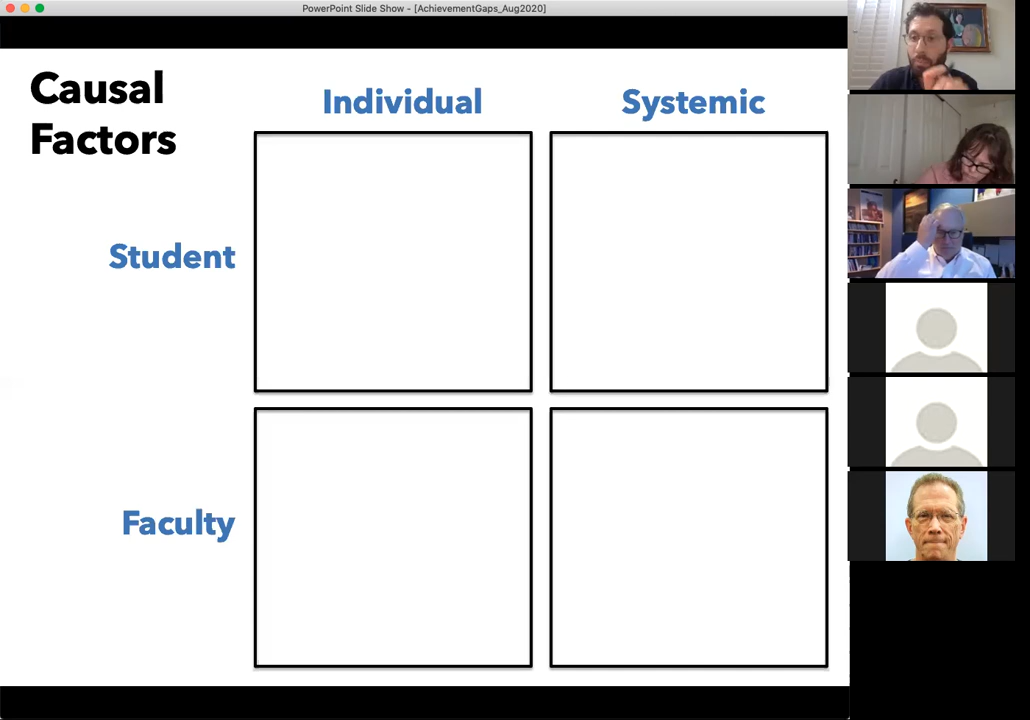 PowerPoint Slide Show - [AchievementGaps_Aug2020]
Causal
Factors
Individual
Systemic
Student
Faculty